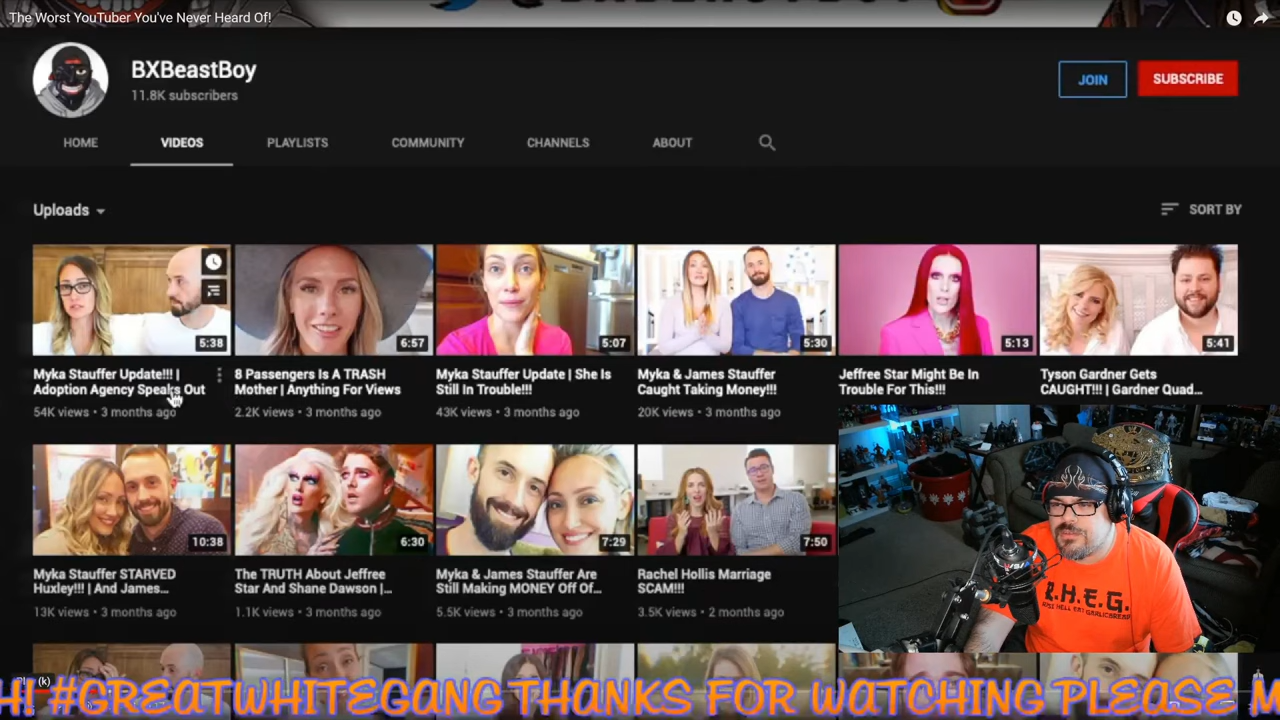 The Worst YouTuber You've Never Heard Of!
BXBeastBoy
11.8K subscribers
JOIN
SUBSCRIBE
HOME
VIDEOS
PLAYLISTS
COMMUNITY
CHANNELS
ABOUT
Uploads
SORT BY
5:38
6:57
5:07
5:30
5:13
5:41
Myka Stauffer Update!!! |
Adoption Agency Speaks Out
54K views • 3 months ago
8 Passengers Is A TRASH
Mother | Anything For Views
2.2K views • 3 months ago
Myka Stauffer Update | She Is
Still In Trouble!!!
43K views • 3 months ago
Myka & James Stauffer
Caught Taking Money!!!
20K views • 3 months ago
Jeffree Star Might Be In
Trouble For This!!!
Tyson Gardner Gets
CAUGHT!!! | Gardner Quad...
10:38
6:30
7:29
7:50
Myka Stauffer STARVED
Huxley!!! | And James...
13K views • 3 months ago
The TRUTH About Jeffree
Star And Shane Dawson |...
1.1K views • 3 months ago
Myka & James Stauffer Are
Still Making MONEY Off Of...
5.5K views • 3 months ago
Rachel Hollis Marriage
SCAM!!!
3.5K views • 2 months ago
R.H.E.G.
HELL EAT GARLICBREAD
(k)
H! #GREATWHITEGANG THANKS FOR WATCHING PLEASE M